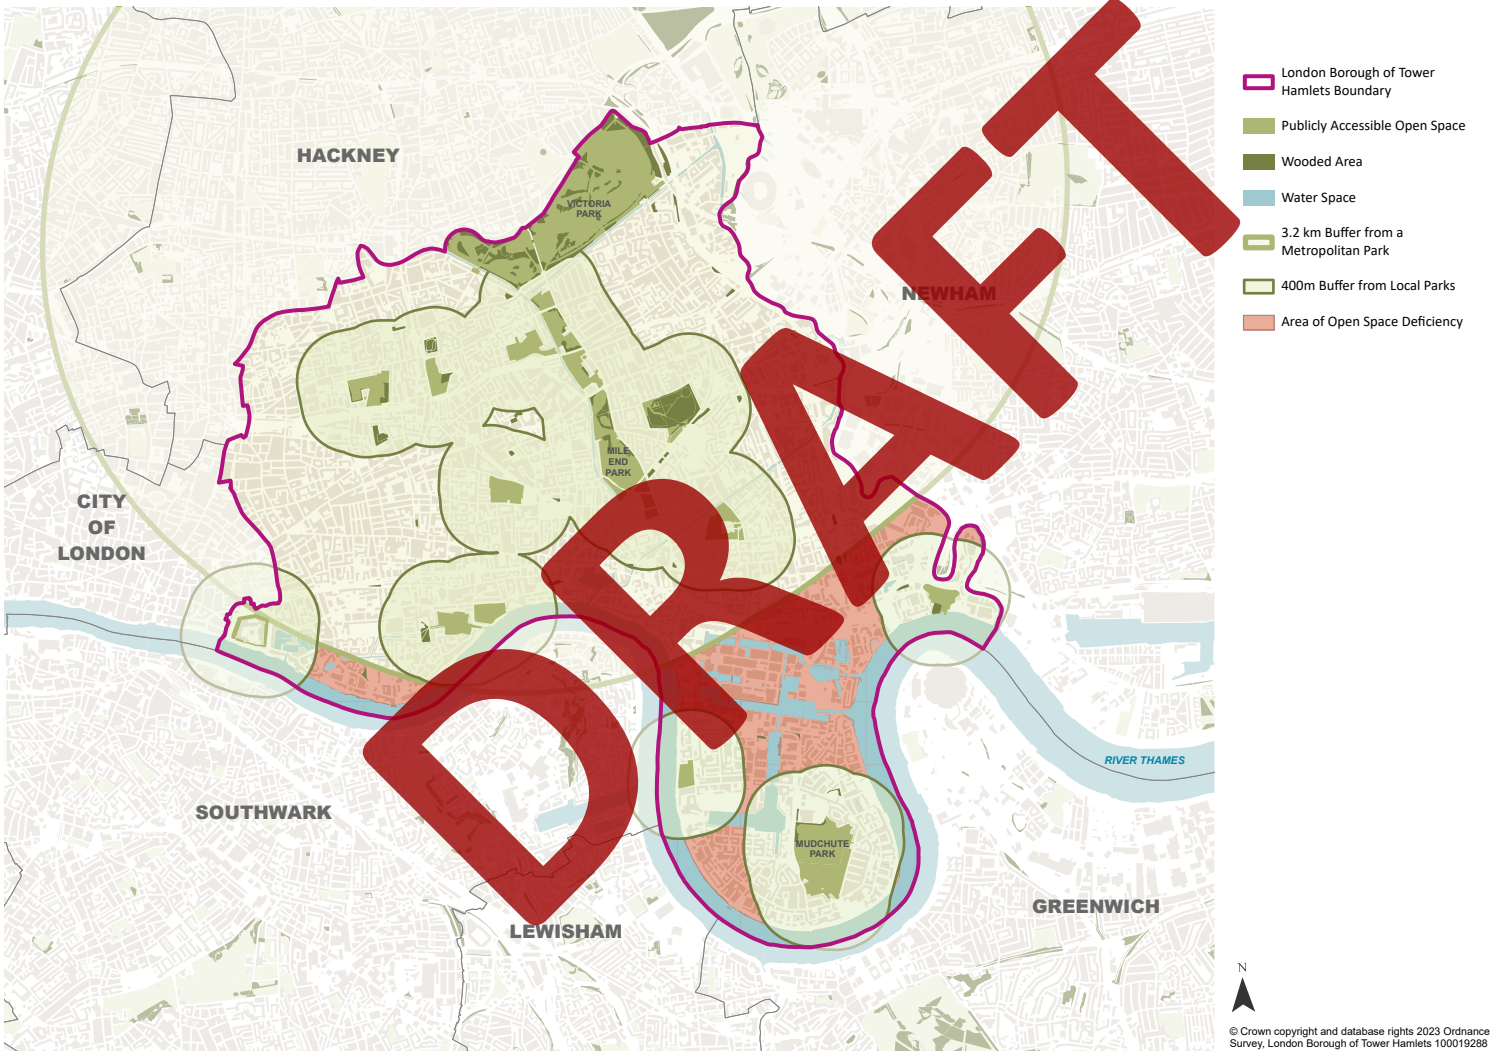 HACKNEY
VICTORIA
PARK
NEWHAM
MILE
END
PARK
CITY
OF
LONDON
RIVER THAMES
SOUTHWARK
MUDCHUTE
PARK
GREENWICH
LEWISHAM
DRAFT
London Borough of Tower
Hamlets Boundary
Publicly Accessible Open Space
Wooded Area
Water Space
3.2 km Buffer from a
Metropolitan Park
400m Buffer from Local Parks
Area of Open Space Deficiency
N
© Crown copyright and database rights 2023 Ordnance
Survey, London Borough of Tower Hamlets 100019288